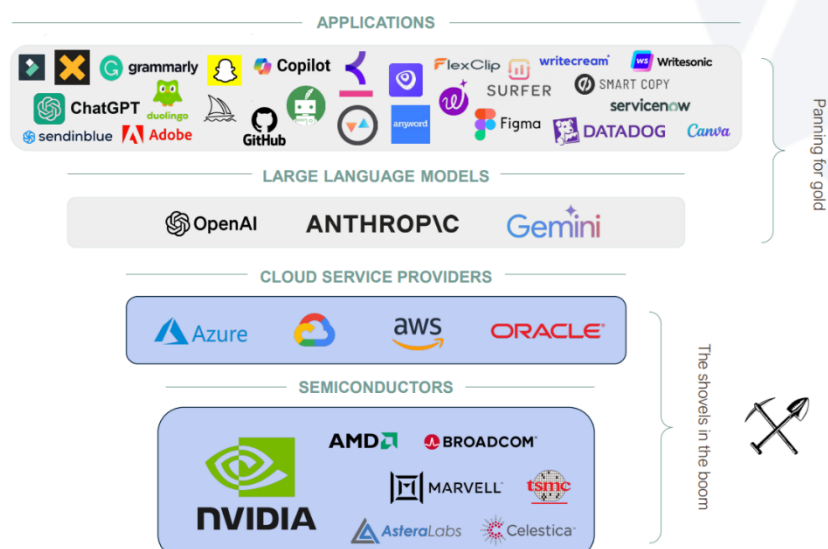 APPLICATIONS
grammarly
Copilot
FlexClip
writecream
WS
Writesonic
ChatGPT
duolingo
SURFER
SMART COPY
servicenow
sendinblue
Adobe
GitHub
anyword
Figma
DATADOG
Canva
Panning for gold
LARGE LANGUAGE MODELS
OpenAI
ANTHROP\C
Gemini
CLOUD SERVICE PROVIDERS
Azure
aws
ORACLE
The shovels in the boom
SEMICONDUCTORS
AMD
BROADCOM
MARVELL
tsmc
NVIDIA
AsteraLabs
Celestica